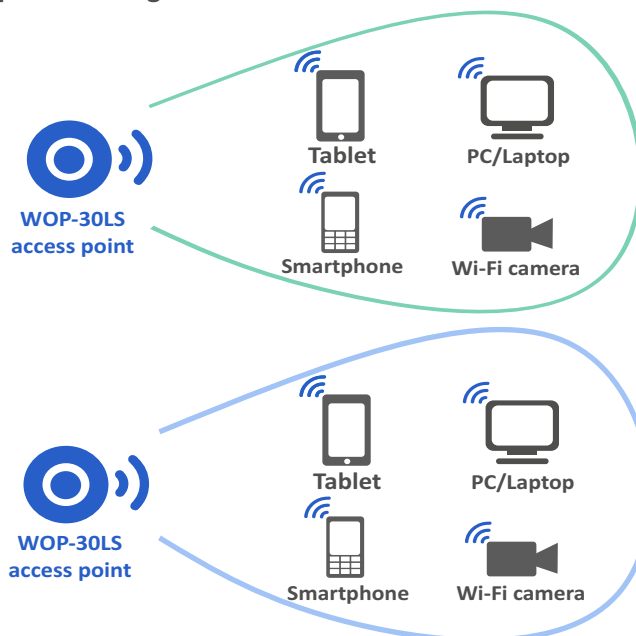 Tablet
PC/Laptop
WOP-30LS
access point
Smartphone
Wi-Fi camera
Tablet
PC/Laptop
WOP-30LS
access point
Smartphone
Wi-Fi camera